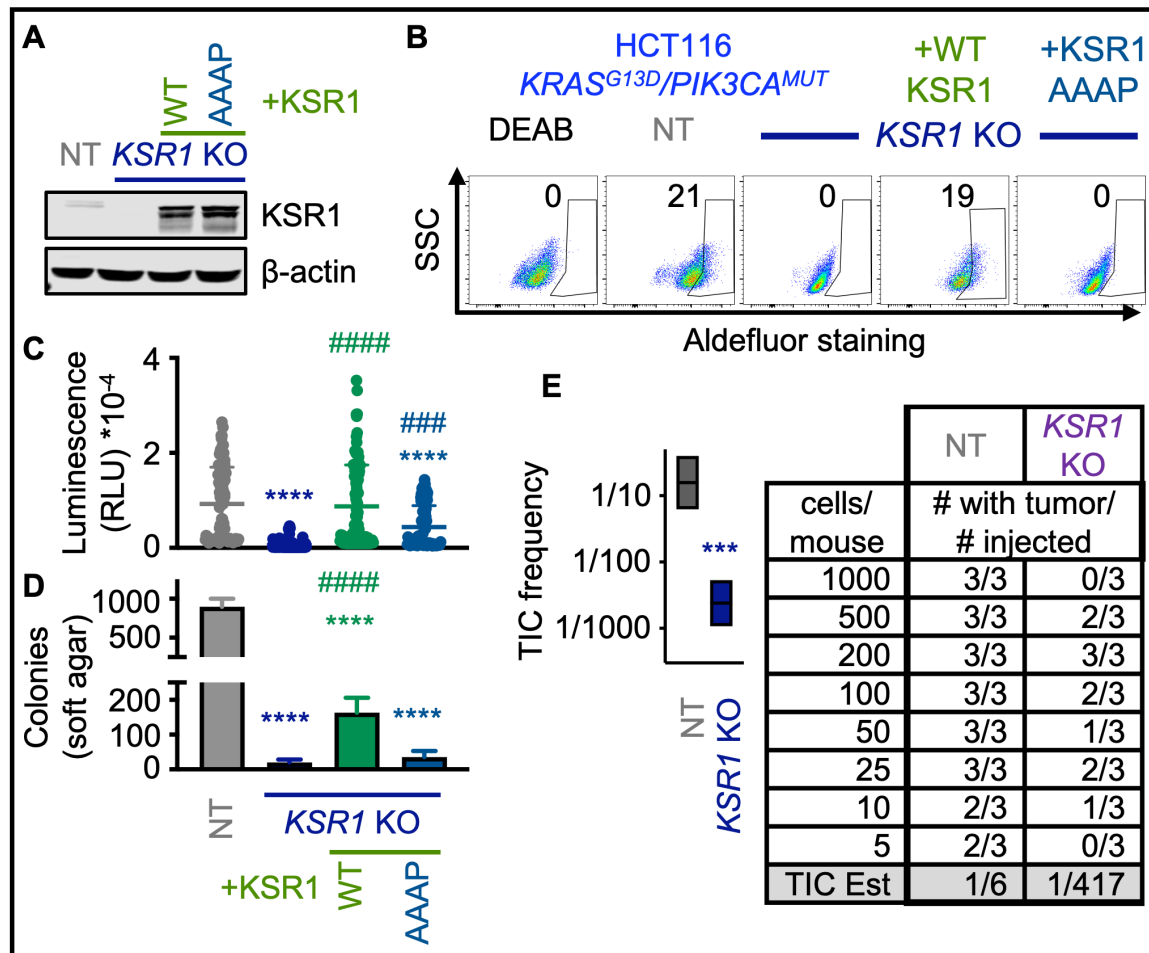 A
WT
AAAP
+KSR1
NT KSR1 KO
KSR1
β-actin
B
HCT116
KRAS^G13D/PIK3CA^MUT
+WT
KSR1
+KSR1
AAAP
DEAB
NT
KSR1 KO
0
21
0
19
0
SSC
Aldefluor staining
C
Luminescence
(RLU) *10⁻⁴
4
2
0
****
####
###
****
D
Colonies
(soft agar)
1000
500
200
100
0
****
####
****
****
NT
KSR1 KO
+KSR1
WT
AAAP
E
TIC frequency
1/10
1/100
1/1000
***
NT
KSR1 KO
NT KSR1 KO
cells/mouse # with tumor/# injected
1000 3/3 0/3
500 3/3 2/3
200 3/3 3/3
100 3/3 2/3
50 3/3 1/3
25 3/3 2/3
10 2/3 1/3
5 2/3 0/3
TIC Est 1/6 1/417